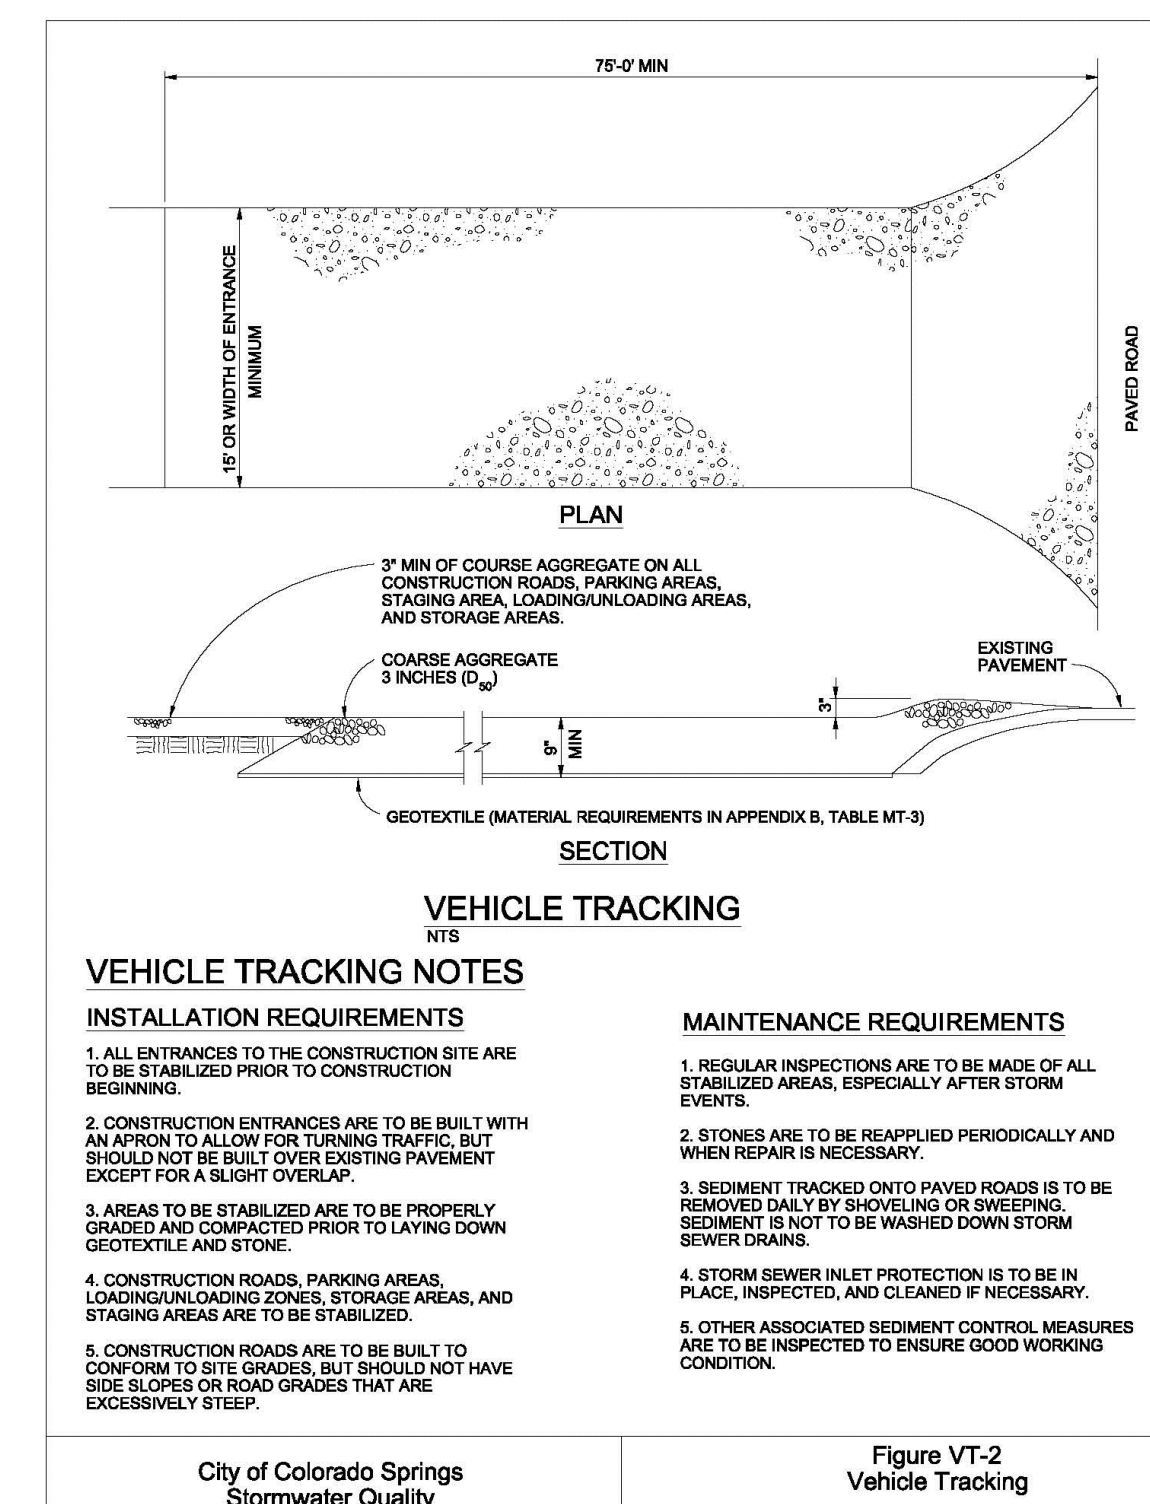 75'-0' MIN
15' OR WIDTH OF ENTRANCE
MINIMUM
PAVED ROAD
PLAN
3" MIN OF COURSE AGGREGATE ON ALL
CONSTRUCTION ROADS, PARKING AREAS,
STAGING AREA, LOADING/UNLOADING AREAS,
AND STORAGE AREAS.
COARSE AGGREGATE
3 INCHES (D50)
EXISTING
PAVEMENT
3"
9"
MIN
GEOTEXTILE (MATERIAL REQUIREMENTS IN APPENDIX B, TABLE MT-3)
SECTION
VEHICLE TRACKING
NTS
VEHICLE TRACKING NOTES
INSTALLATION REQUIREMENTS
1. ALL ENTRANCES TO THE CONSTRUCTION SITE ARE
TO BE STABILIZED PRIOR TO CONSTRUCTION
BEGINNING.
2. CONSTRUCTION ENTRANCES ARE TO BE BUILT WITH
AN APRON TO ALLOW FOR TURNING TRAFFIC, BUT
SHOULD NOT BE BUILT OVER EXISTING PAVEMENT
EXCEPT FOR A SLIGHT OVERLAP.
3. AREAS TO BE STABILIZED ARE TO BE PROPERLY
GRADED AND COMPACTED PRIOR TO LAYING DOWN
GEOTEXTILE AND STONE.
4. CONSTRUCTION ROADS, PARKING AREAS,
LOADING/UNLOADING ZONES, STORAGE AREAS, AND
STAGING AREAS ARE TO BE STABILIZED.
5. CONSTRUCTION ROADS ARE TO BE BUILT TO
CONFORM TO SITE GRADES, BUT SHOULD NOT HAVE
SIDE SLOPES OR ROAD GRADES THAT ARE
EXCESSIVELY STEEP.
MAINTENANCE REQUIREMENTS
1. REGULAR INSPECTIONS ARE TO BE MADE OF ALL
STABILIZED AREAS, ESPECIALLY AFTER STORM
EVENTS.
2. STONES ARE TO BE REAPPLIED PERIODICALLY AND
WHEN REPAIR IS NECESSARY.
3. SEDIMENT TRACKED ONTO PAVED ROADS IS TO BE
REMOVED DAILY BY SHOVELING OR SWEEPING.
SEDIMENT IS NOT TO BE WASHED DOWN STORM
SEWER DRAINS.
4. STORM SEWER INLET PROTECTION IS TO BE IN
PLACE, INSPECTED, AND CLEANED IF NECESSARY.
5. OTHER ASSOCIATED SEDIMENT CONTROL MEASURES
ARE TO BE INSPECTED TO ENSURE GOOD WORKING
CONDITION.
City of Colorado Springs
Stormwater Quality
Figure VT-2
Vehicle Tracking